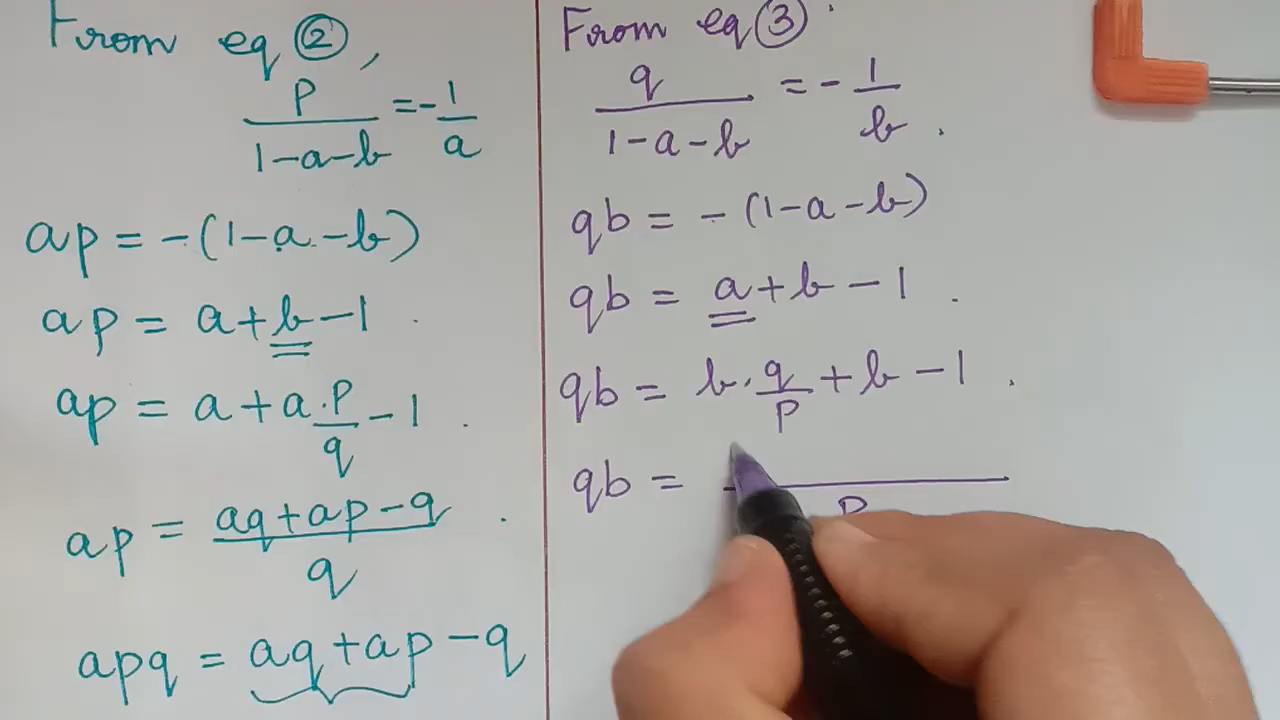 From eq ②,
p/(1-a-b) = -1/a
ap = -(1-a-b)
ap = a+b-1 .
ap = a+a.p/q-1 .
ap = (aq+ap-q)/q .
apq = aq+ap-q
From eq ③ .
q/(1-a-b) = -1/b .
qb = -(1-a-b)
qb = a+b-1 .
qb = b.q/p+b-1 .
qb = /p